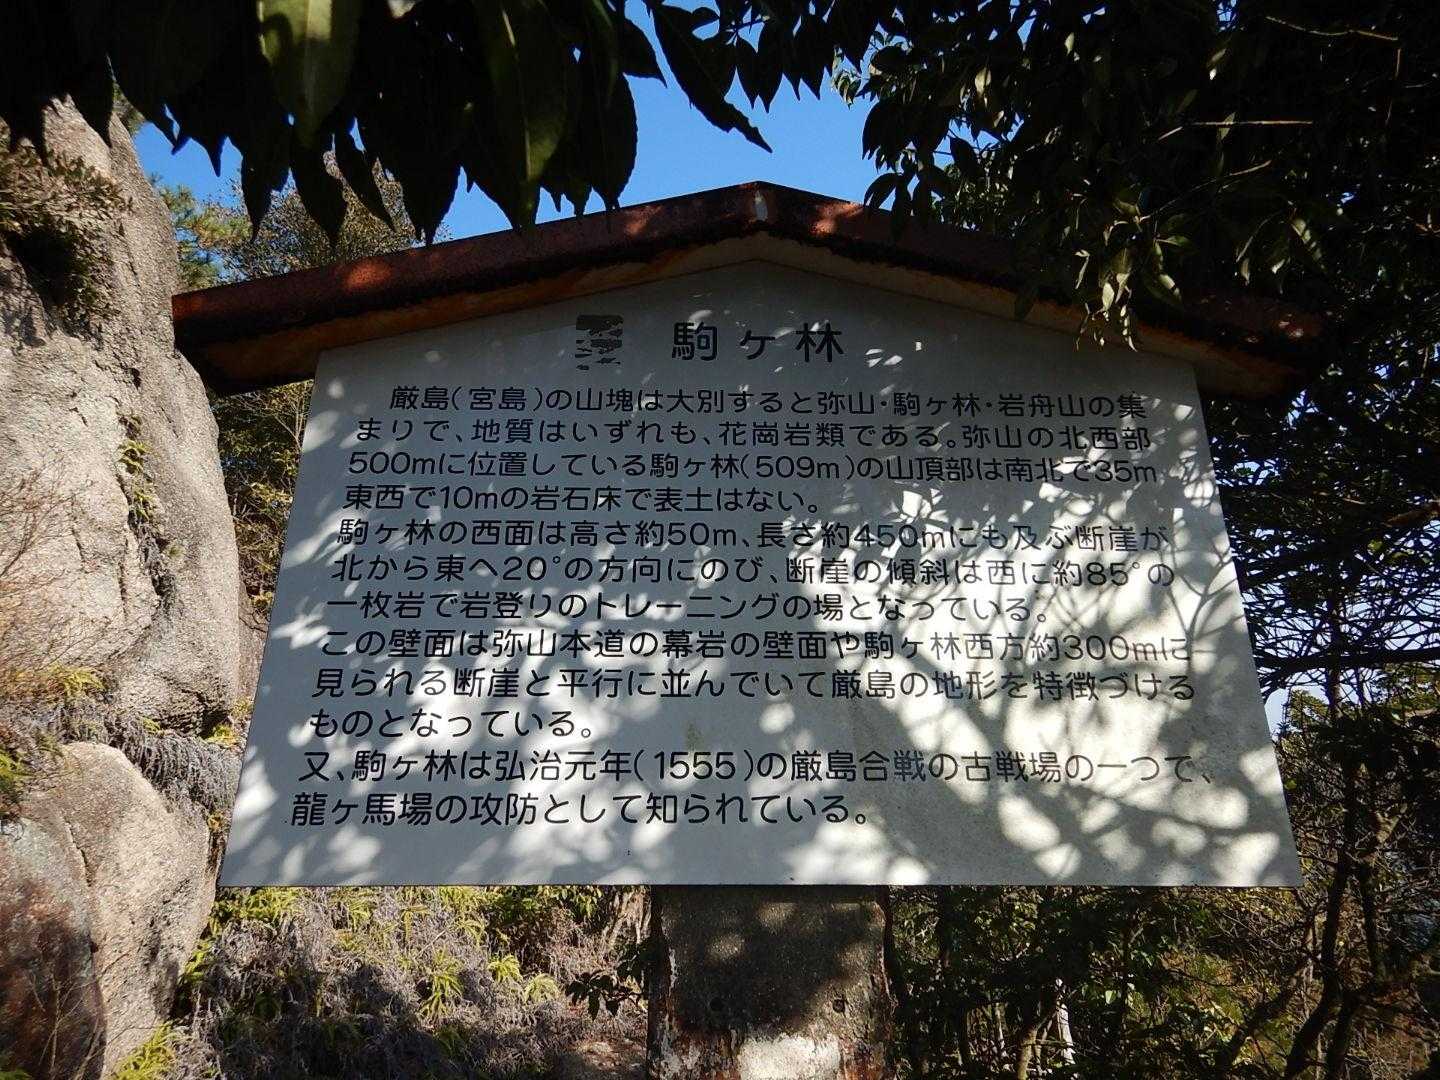 駒ヶ林
厳島(宮島)の山塊は大別すると弥山・駒ヶ林・岩舟山の集
まりで、地質はいずれも、花崗岩類である。弥山の北西部
500mに位置している駒ヶ林(509m)の山頂部は南北で35m
東西で10mの岩石床で表土はない。
駒ヶ林の西面は高さ約50m、長さ約450mにも及ぶ断崖が
北から東へ20°の方向にのび、断崖の傾斜は西に約85°の
一枚岩で岩登りのトレーニングの場となっている。
この壁面は弥山本道の幕岩の壁面や駒ヶ林西方約300mに
見られる断崖と平行に並んでいて厳島の地形を特徴づける
ものとなっている。
又、駒ヶ林は弘治元年(1555)の厳島合戦の古戦場の一つで、
龍ヶ馬場の攻防として知られている。